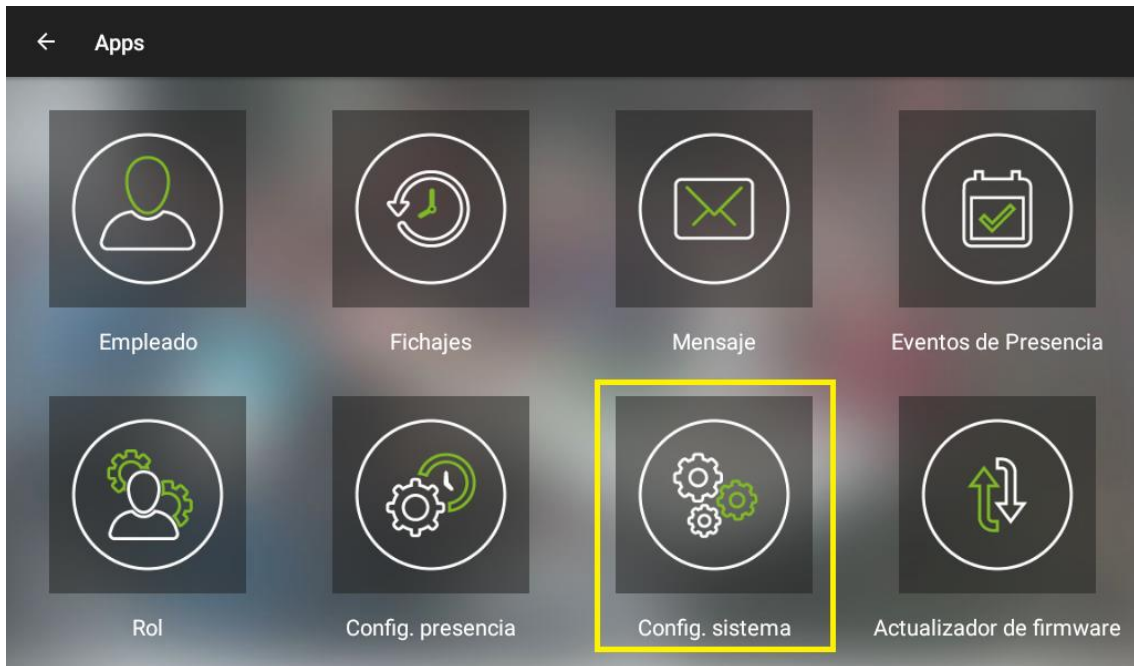 Apps
Empleado
Fichajes
Mensaje
Eventos de Presencia
Rol
Config. presencia
Config. sistema
Actualizador de firmware